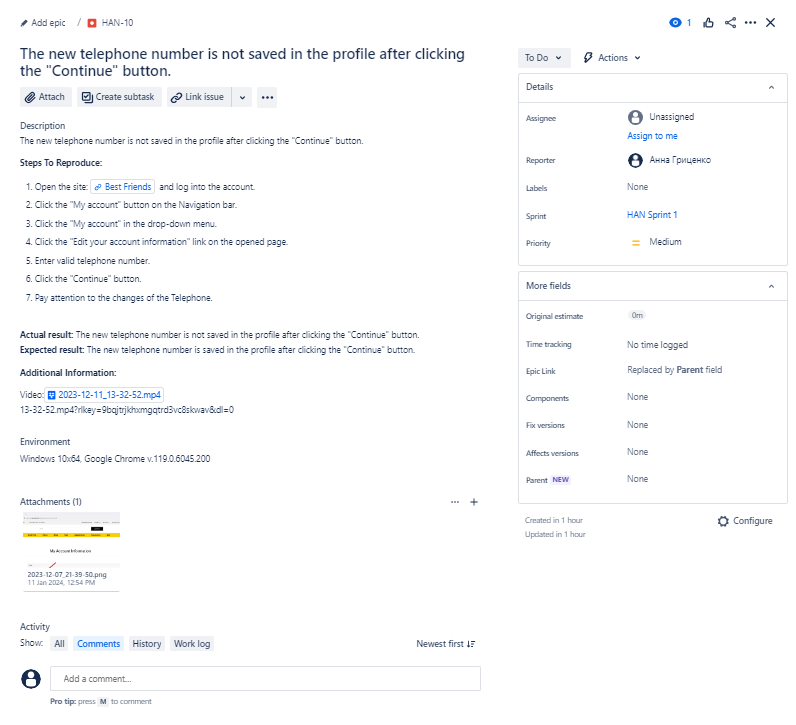 Add epic / HAN-10
1
The new telephone number is not saved in the profile after clicking
the "Continue" button.
Attach Create subtask Link issue
Description
The new telephone number is not saved in the profile after clicking the "Continue" button.
Steps To Reproduce:
1. Open the site: Best Friends and log into the account.
2. Click the "My account" button on the Navigation bar.
3. Click the "My account" in the drop-down menu.
4. Click the "Edit your account information" link on the opened page.
5. Enter valid telephone number.
6. Click the "Continue" button.
7. Pay attention to the changes of the Telephone.
Actual result: The new telephone number is not saved in the profile after clicking the "Continue" button.
Expected result: The new telephone number is saved in the profile after clicking the "Continue" button.
Additional Information:
Video: 2023-12-11_13-32-52.mp4
13-32-52.mp4?rlkey=9bqjtrjkhxmgqtrd3vc8skwav&dl=0
Environment
Windows 10x64, Google Chrome v.119.0.6045.200
Attachments (1)
My Account Information
2023-12-07_21-39-50.png
11 Jan 2024, 12:54 PM
Activity
Show: All Comments History Work log Newest first
Add a comment...
Pro tip: press M to comment
To Do Actions
Details
Assignee Unassigned
Assign to me
Reporter Анна Гриценко
Labels None
Sprint HAN Sprint 1
Priority Medium
More fields
Original estimate 0m
Time tracking No time logged
Epic Link Replaced by Parent field
Components None
Fix versions None
Affects versions None
Parent NEW None
Created in 1 hour
Configure
Updated in 1 hour